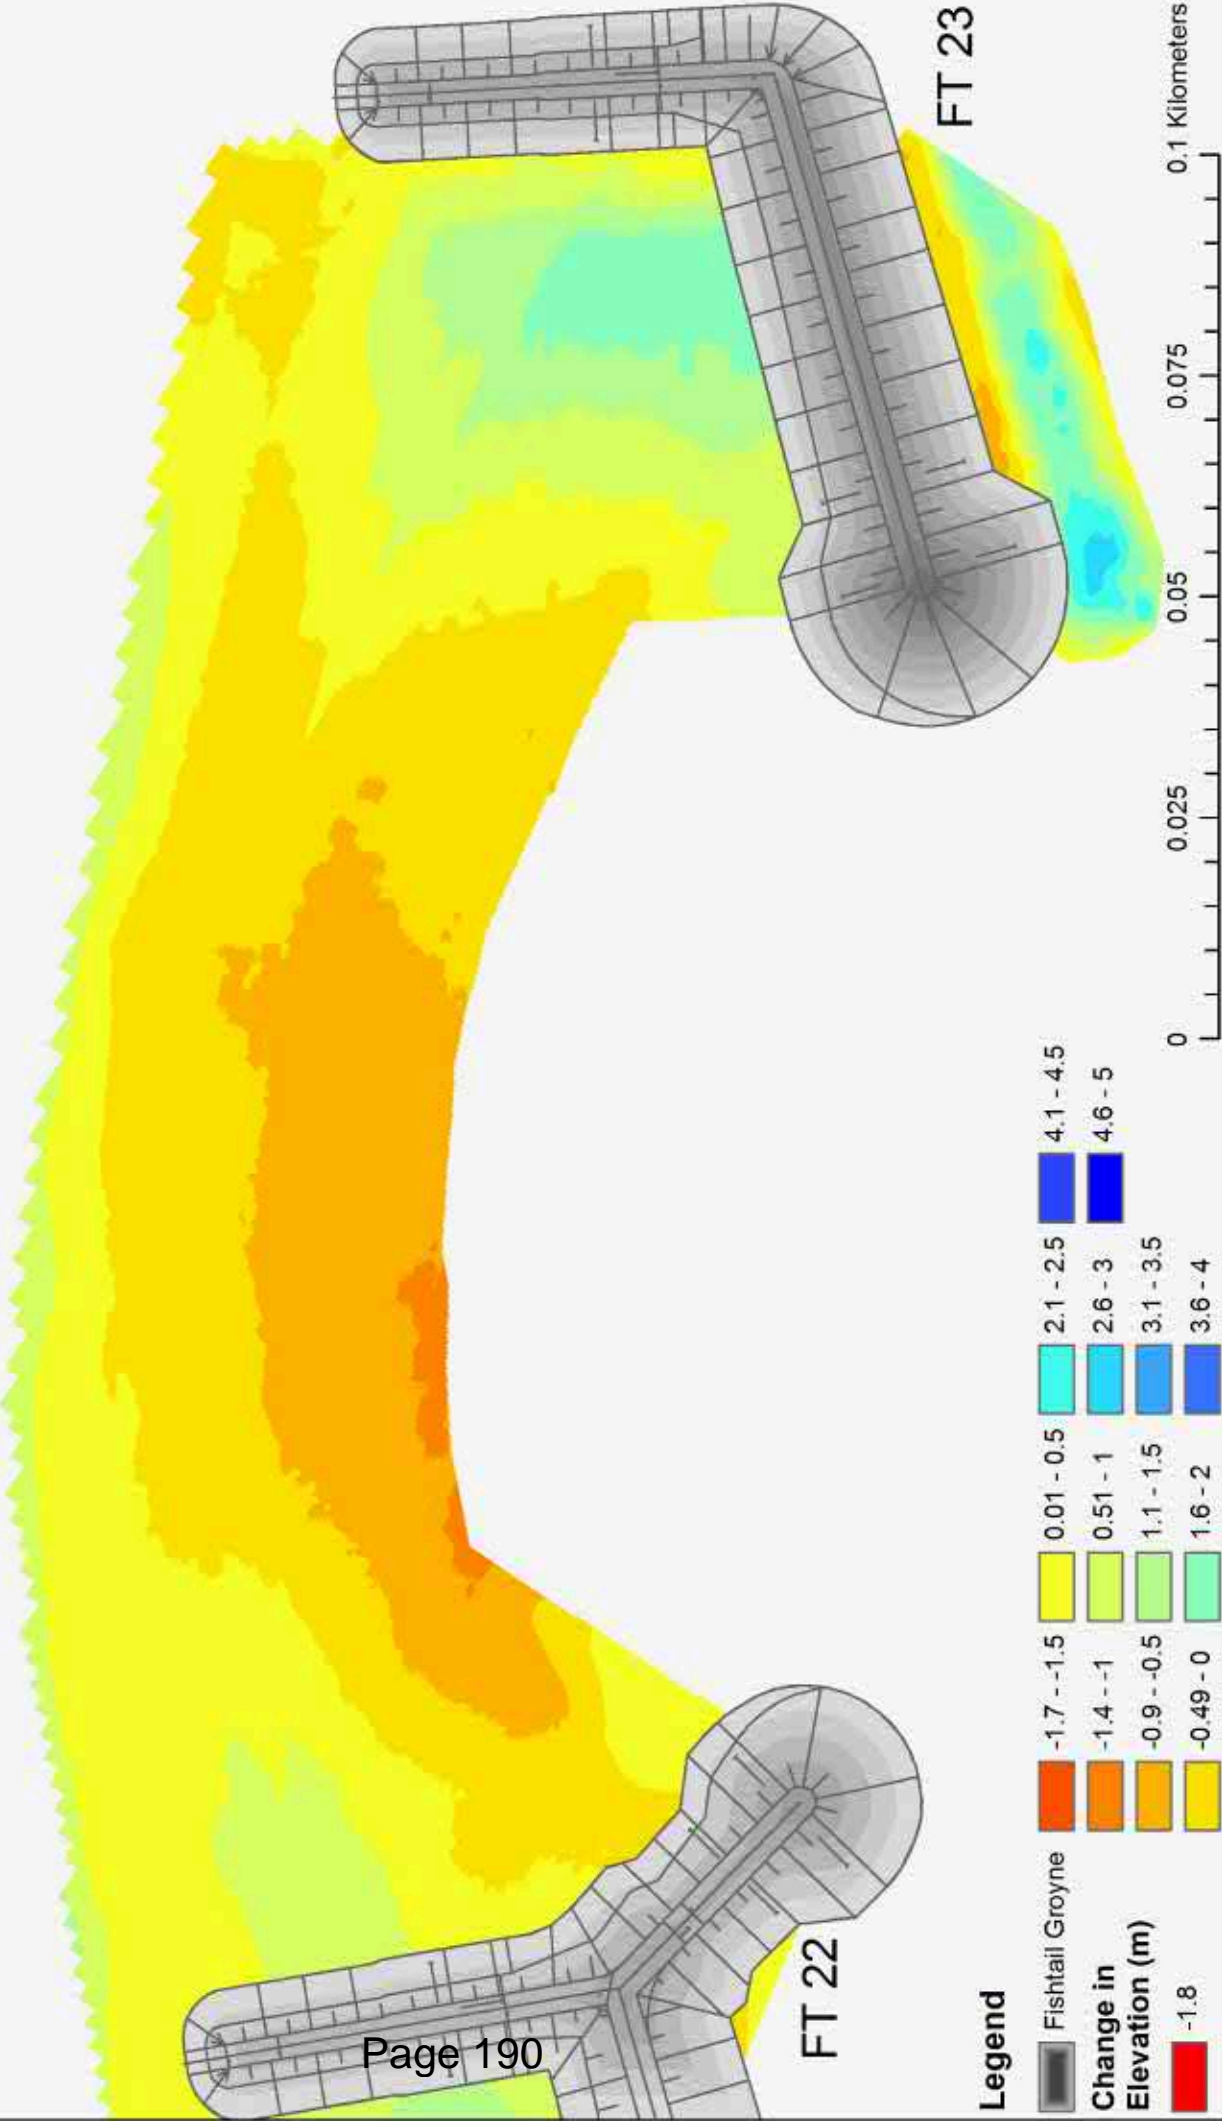 FT 22
FT 23
Page 190
Legend
Fishtail Groyne
Change in
Elevation (m)
-1.8
-1.7 - -1.5
-1.4 - -1
-0.9 - -0.5
-0.49 - 0
0.01 - 0.5
0.51 - 1
1.1 - 1.5
1.6 - 2
2.1 - 2.5
2.6 - 3
3.1 - 3.5
3.6 - 4
4.1 - 4.5
4.6 - 5
0 0.025 0.05 0.075 0.1 Kilometers